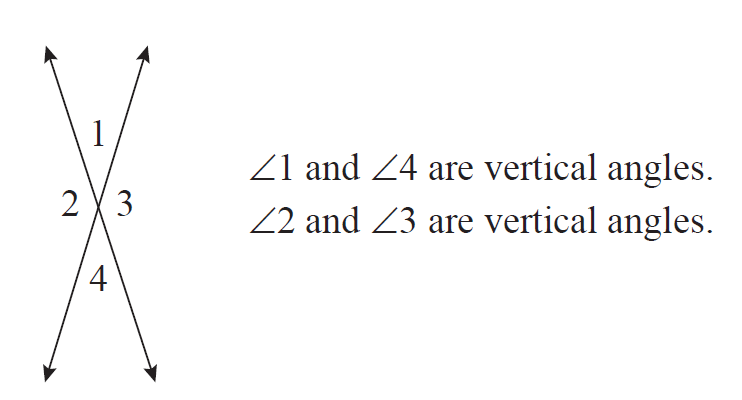 1
2 3
4
∠1 and ∠4 are vertical angles.
∠2 and ∠3 are vertical angles.